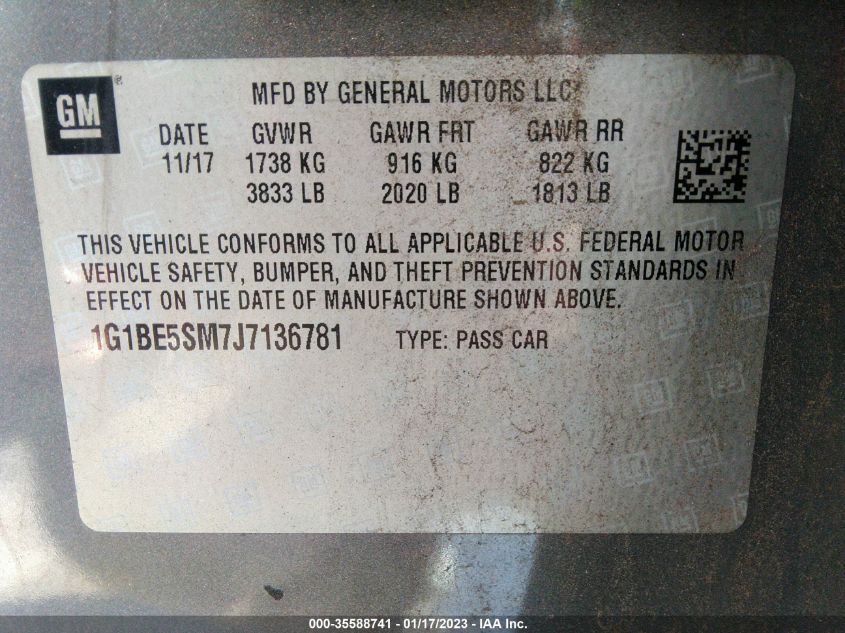 GM
MFD BY GENERAL MOTORS LLC
DATE GVWR GAWR FRT GAWR RR
11/17 1738 KG 916 KG 822 KG
3833 LB 2020 LB 1813 LB
THIS VEHICLE CONFORMS TO ALL APPLICABLE U.S. FEDERAL MOTOR
VEHICLE SAFETY, BUMPER, AND THEFT PREVENTION STANDARDS IN
EFFECT ON THE DATE OF MANUFACTURE SHOWN ABOVE.
1G1BE5SM7J7136781 TYPE: PASS CAR
000-35588741 - 01/17/2023 - IAA Inc.